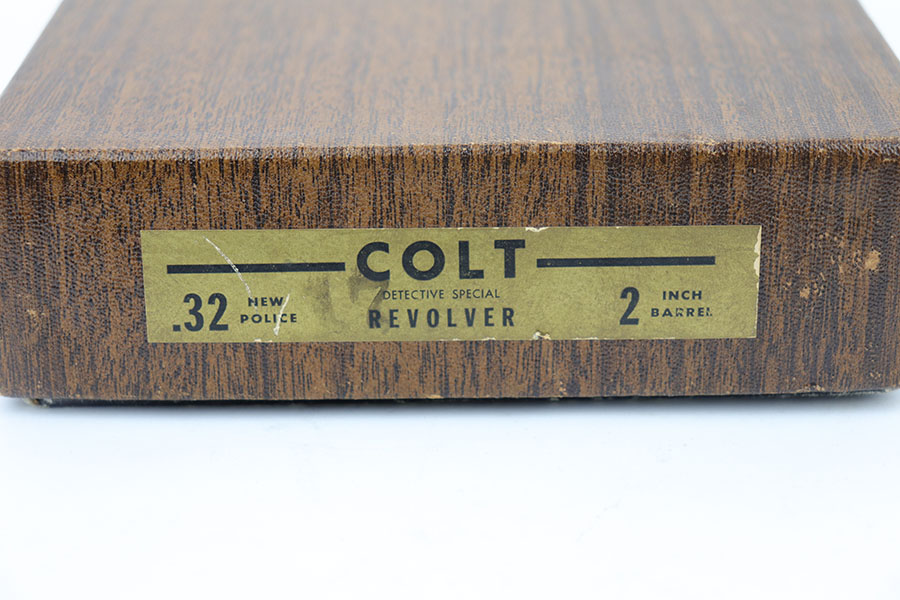 COLT
DETECTIVE SPECIAL
REVOLVER
.32 NEW
POLICE
2 INCH
BARREL